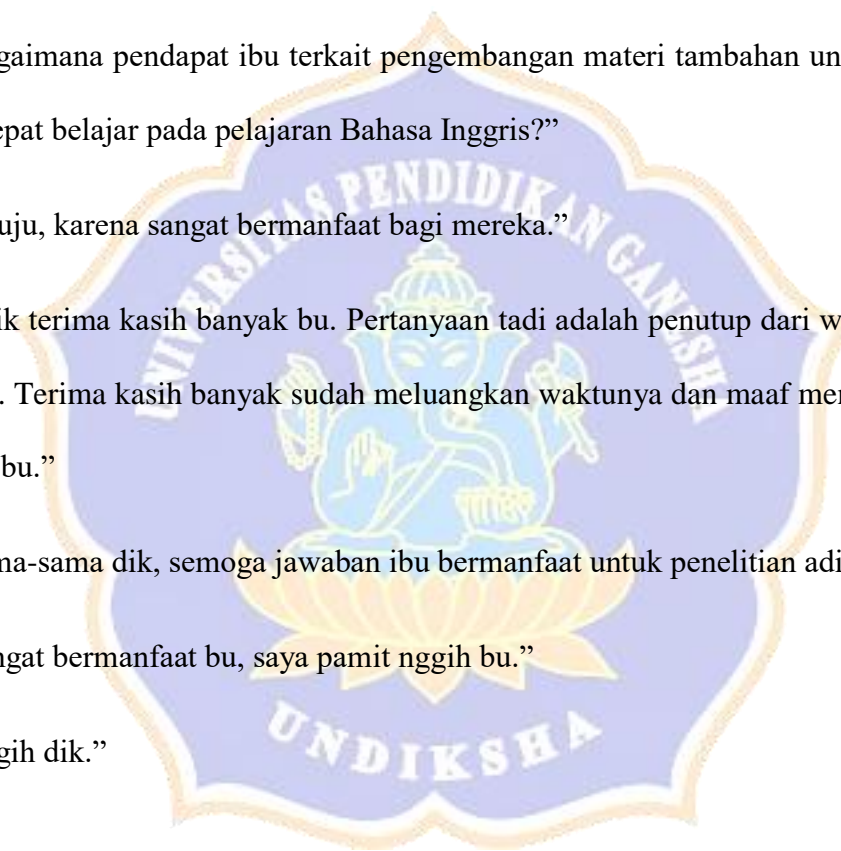 gaimana pendapat ibu terkait pengembangan materi tambahan un
epat belajar pada pelajaran Bahasa Inggris?”
uju, karena sangat bermanfaat bagi mereka.”
ik terima kasih banyak bu. Pertanyaan tadi adalah penutup dari w
. Terima kasih banyak sudah meluangkan waktunya dan maaf mer
bu.”
ma-sama dik, semoga jawaban ibu bermanfaat untuk penelitian adi
ngat bermanfaat bu, saya pamit nggih bu.”
gih dik.”
UNIVERSITAS PENDIDIKAN GANESHA
UNDIKSHA